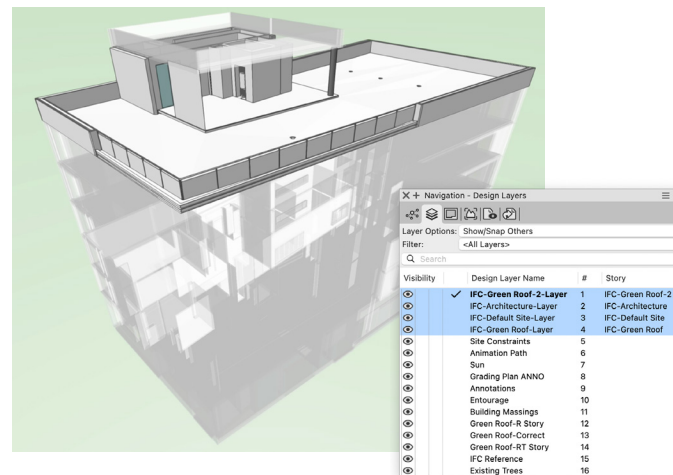 Navigation - Design Layers
Layer Options: Show/Snap Others
Filter: <All Layers>
Search
Visibility Design Layer Name # Story
IFC-Green Roof-2-Layer 1 IFC-Green Roof-2
IFC-Architecture-Layer 2 IFC-Architecture
IFC-Default Site-Layer 3 IFC-Default Site
IFC-Green Roof-Layer 4 IFC-Green Roof
Site Constraints 5
Animation Path 6
Sun 7
Grading Plan ANNO 8
Annotations 9
Entourage 10
Building Massings 11
Green Roof-R Story 12
Green Roof-Correct 13
Green Roof-RT Story 14
IFC Reference 15
Existing Trees 16